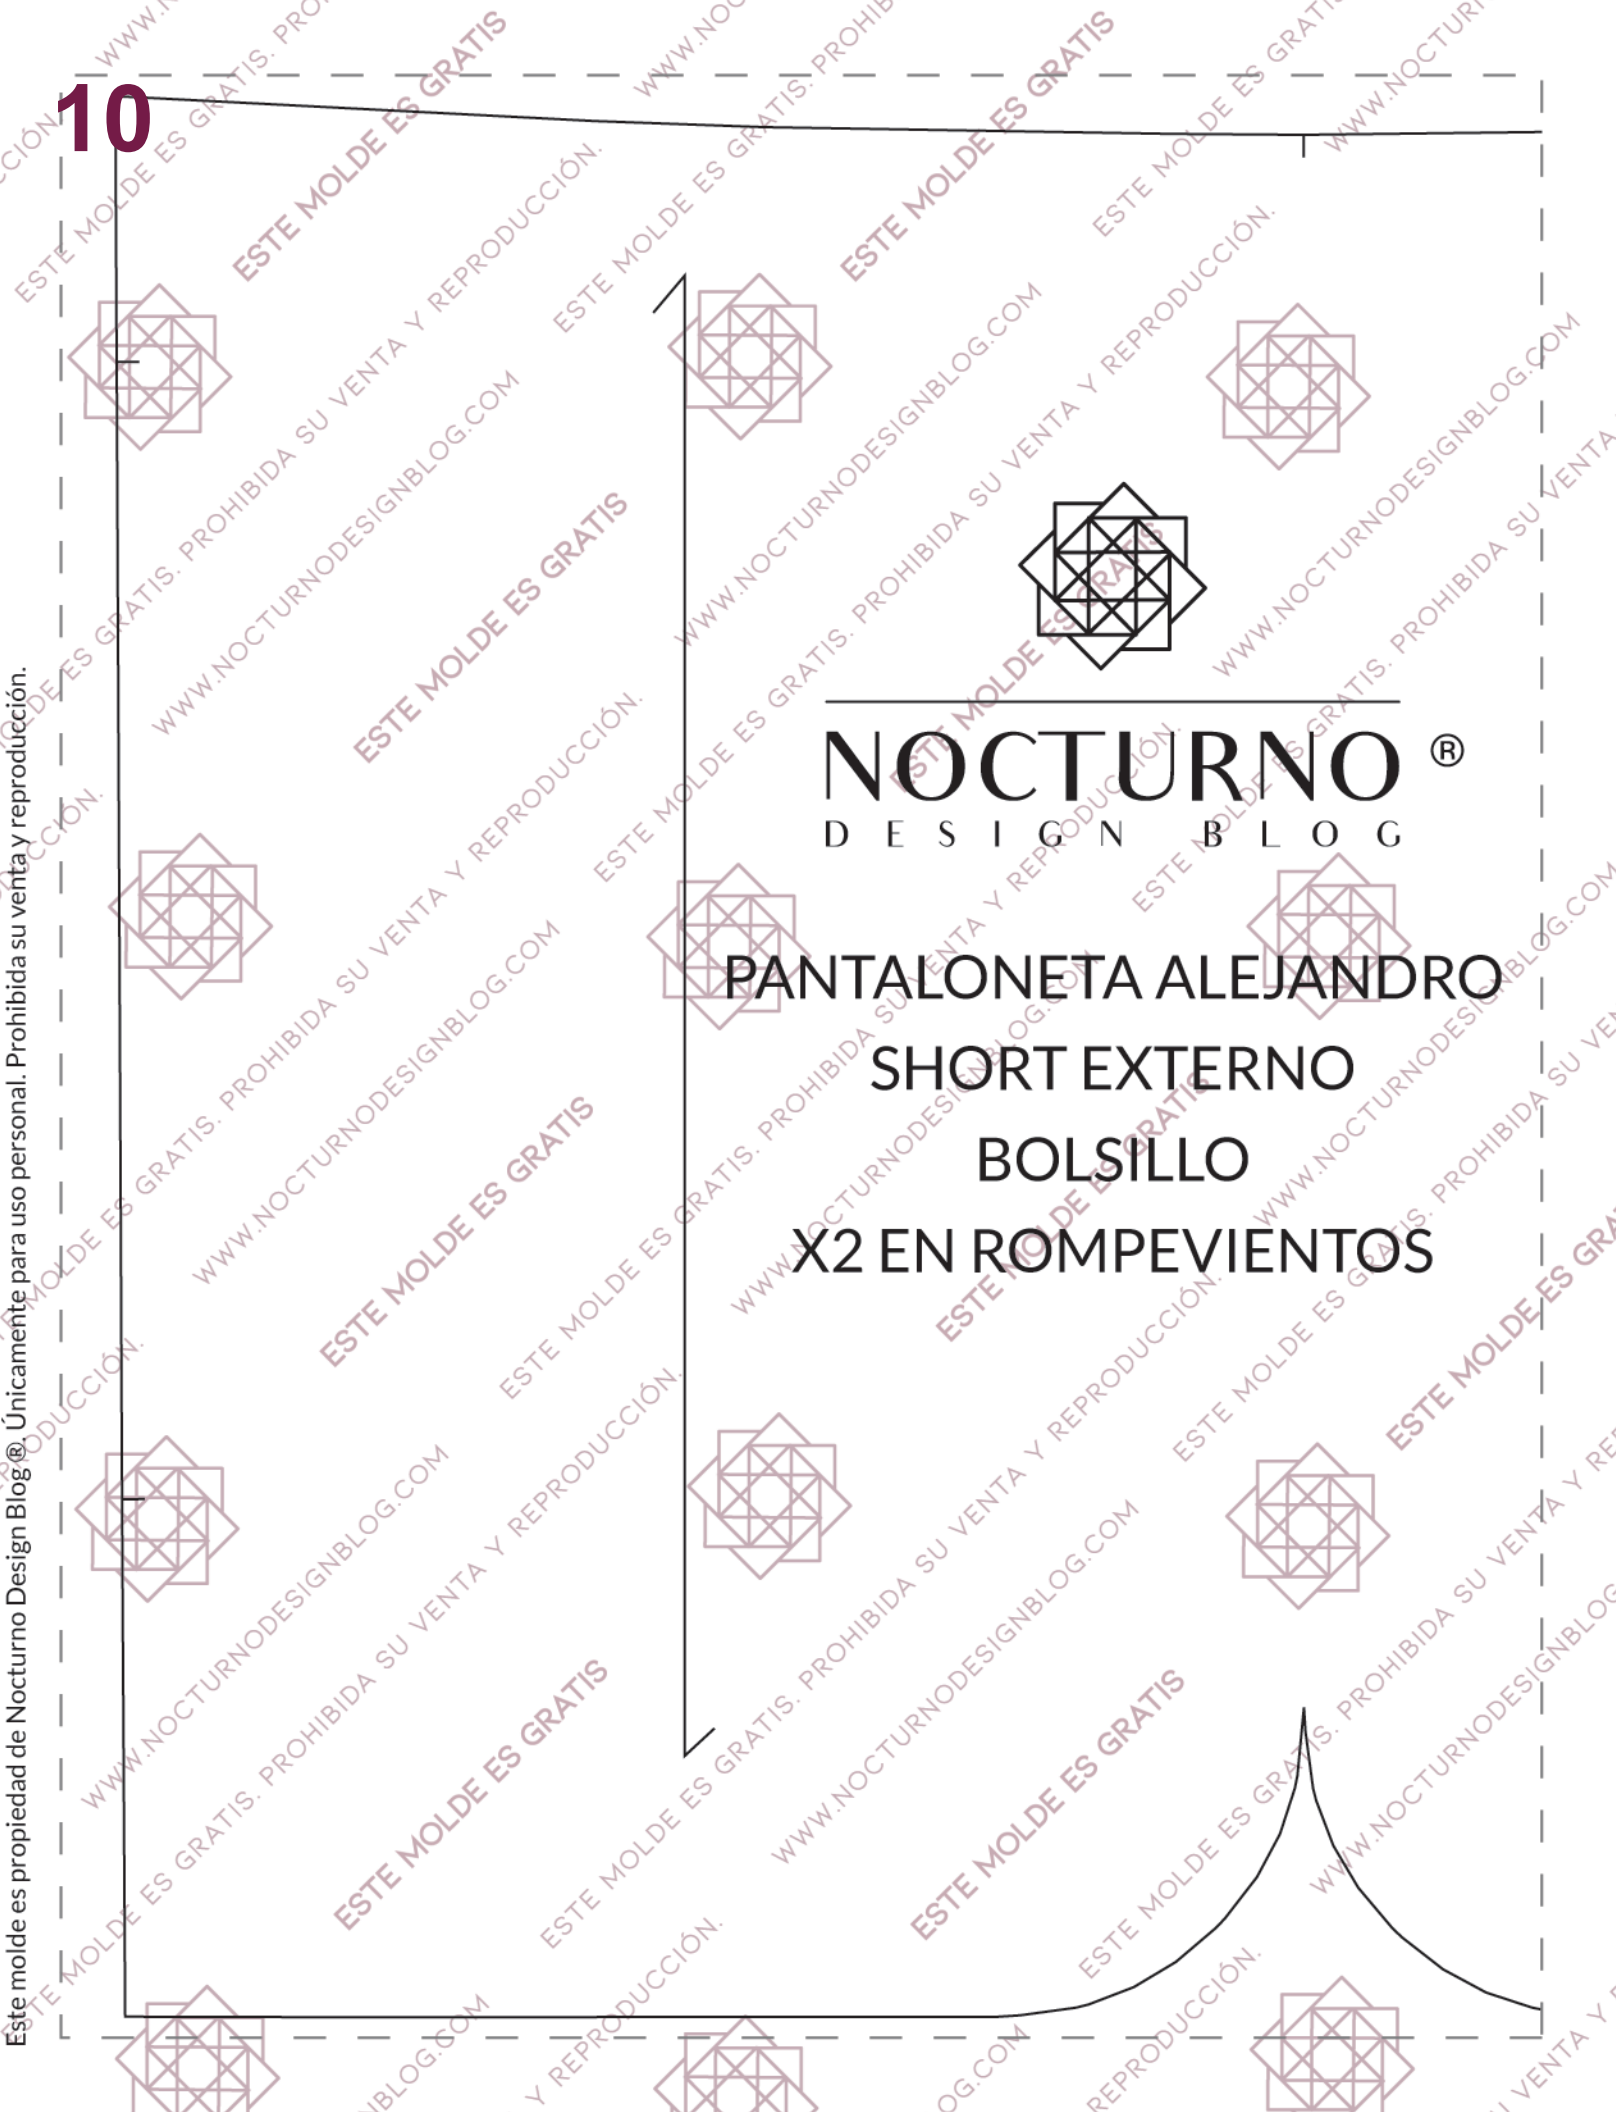 10
NOCTURNO ®
DESIGN BLOG
PANTALONETA ALEJANDRO
SHORT EXTERNO
BOLSILLO
X2 EN ROMPEVIENTOS
Este molde es propiedad de Nocturno Design Blog®. Únicamente para uso personal. Prohibida su venta y reproducción.
ESTE MOLDE ES GRATIS
ESTE MOLDE ES GRATIS. PROHIBIDA SU VENTA Y REPRODUCCIÓN.
WWW.NOCTURNODESIGNBLOG.COM